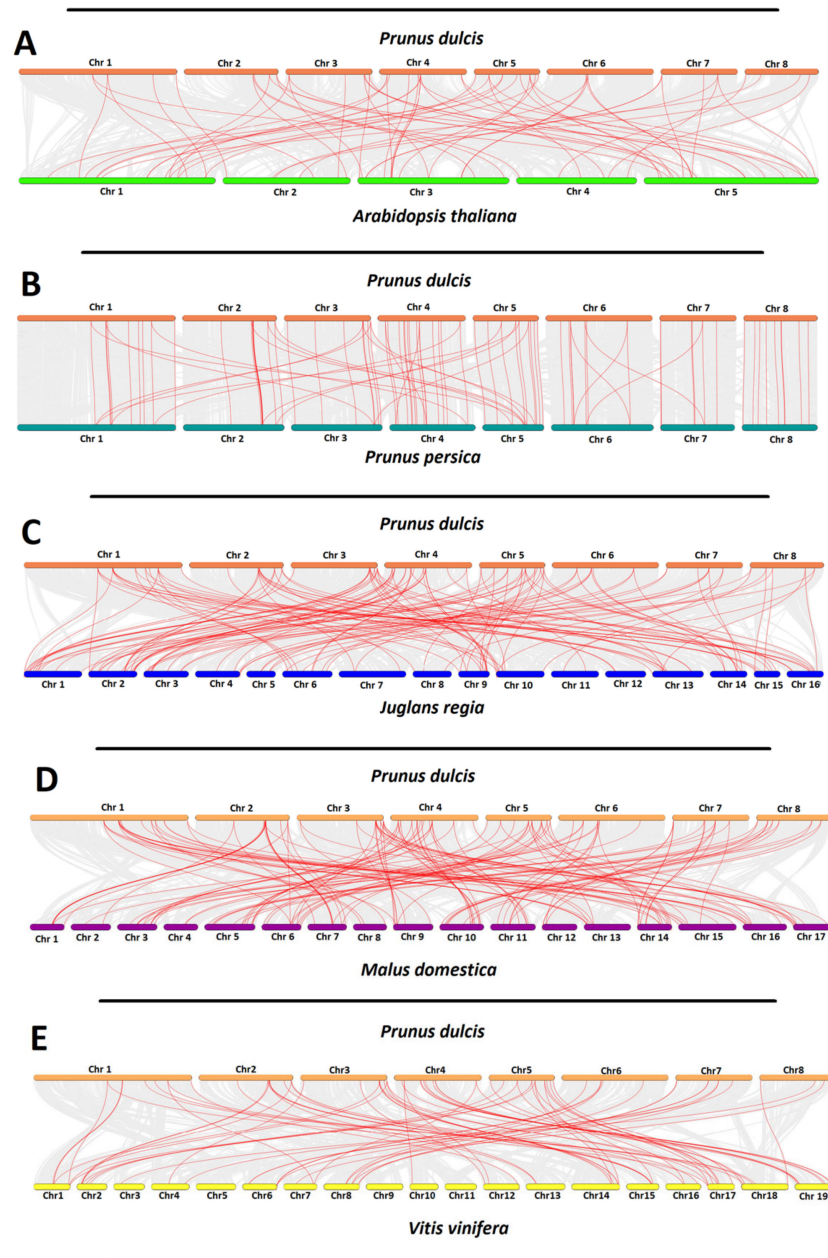 A
Prunus dulcis
Chr 1 Chr 2 Chr 3 Chr 4 Chr 5 Chr 6 Chr 7 Chr 8
Chr 1 Chr 2 Chr 3 Chr 4 Chr 5
Arabidopsis thaliana
B
Prunus dulcis
Chr 1 Chr 2 Chr 3 Chr 4 Chr 5 Chr 6 Chr 7 Chr 8
Chr 1 Chr 2 Chr 3 Chr 4 Chr 5 Chr 6 Chr 7 Chr 8
Prunus persica
C
Prunus dulcis
Chr 1 Chr 2 Chr 3 Chr 4 Chr 5 Chr 6 Chr 7 Chr 8
Chr 1 Chr 2 Chr 3 Chr 4 Chr 5 Chr 6 Chr 7 Chr 8 Chr 9 Chr 10 Chr 11 Chr 12 Chr 13 Chr 14 Chr 15 Chr 16
Juglans regia
D
Prunus dulcis
Chr 1 Chr 2 Chr 3 Chr 4 Chr 5 Chr 6 Chr 7 Chr 8
Chr 1 Chr 2 Chr 3 Chr 4 Chr 5 Chr 6 Chr 7 Chr 8 Chr 9 Chr 10 Chr 11 Chr 12 Chr 13 Chr 14 Chr 15 Chr 16 Chr 17
Malus domestica
E
Prunus dulcis
Chr 1 Chr2 Chr3 Chr4 Chr5 Chr6 Chr7 Chr8
Chr1 Chr2 Chr3 Chr4 Chr5 Chr6 Chr7 Chr8 Chr9 Chr10 Chr11 Chr12 Chr13 Chr14 Chr15 Chr16 Chr17 Chr18 Chr 19
Vitis vinifera